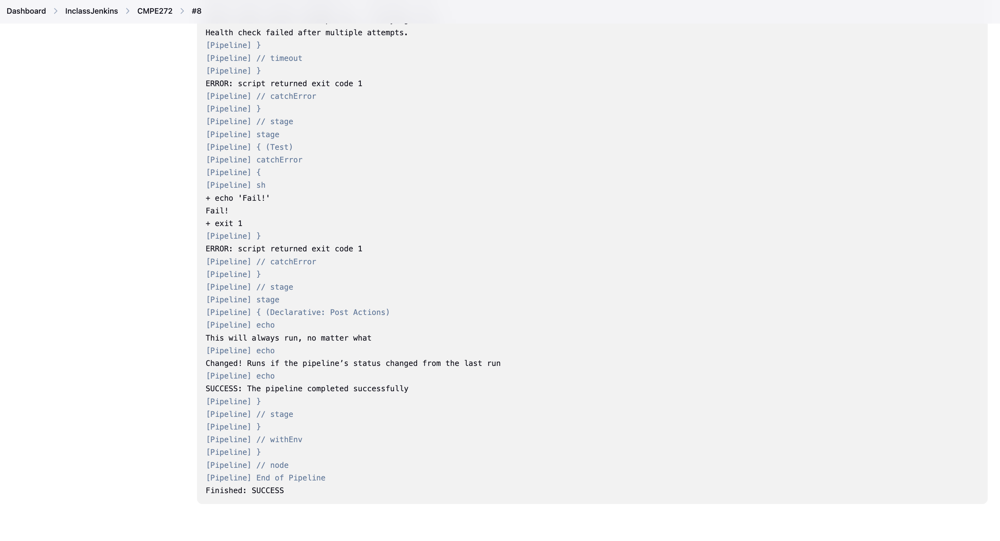 Dashboard > InclassJenkins > CMPE272 > #8
Health check failed after multiple attempts.
[Pipeline] }
[Pipeline] // timeout
[Pipeline] }
ERROR: script returned exit code 1
[Pipeline] // catchError
[Pipeline] }
[Pipeline] // stage
[Pipeline] stage
[Pipeline] { (Test)
[Pipeline] catchError
[Pipeline] {
[Pipeline] sh
+ echo 'Fail!'
Fail!
+ exit 1
[Pipeline] }
ERROR: script returned exit code 1
[Pipeline] // catchError
[Pipeline] }
[Pipeline] // stage
[Pipeline] stage
[Pipeline] { (Declarative: Post Actions)
[Pipeline] echo
This will always run, no matter what
[Pipeline] echo
Changed! Runs if the pipeline’s status changed from the last run
[Pipeline] echo
SUCCESS: The pipeline completed successfully
[Pipeline] }
[Pipeline] // stage
[Pipeline] }
[Pipeline] // withEnv
[Pipeline] }
[Pipeline] // node
[Pipeline] End of Pipeline
Finished: SUCCESS